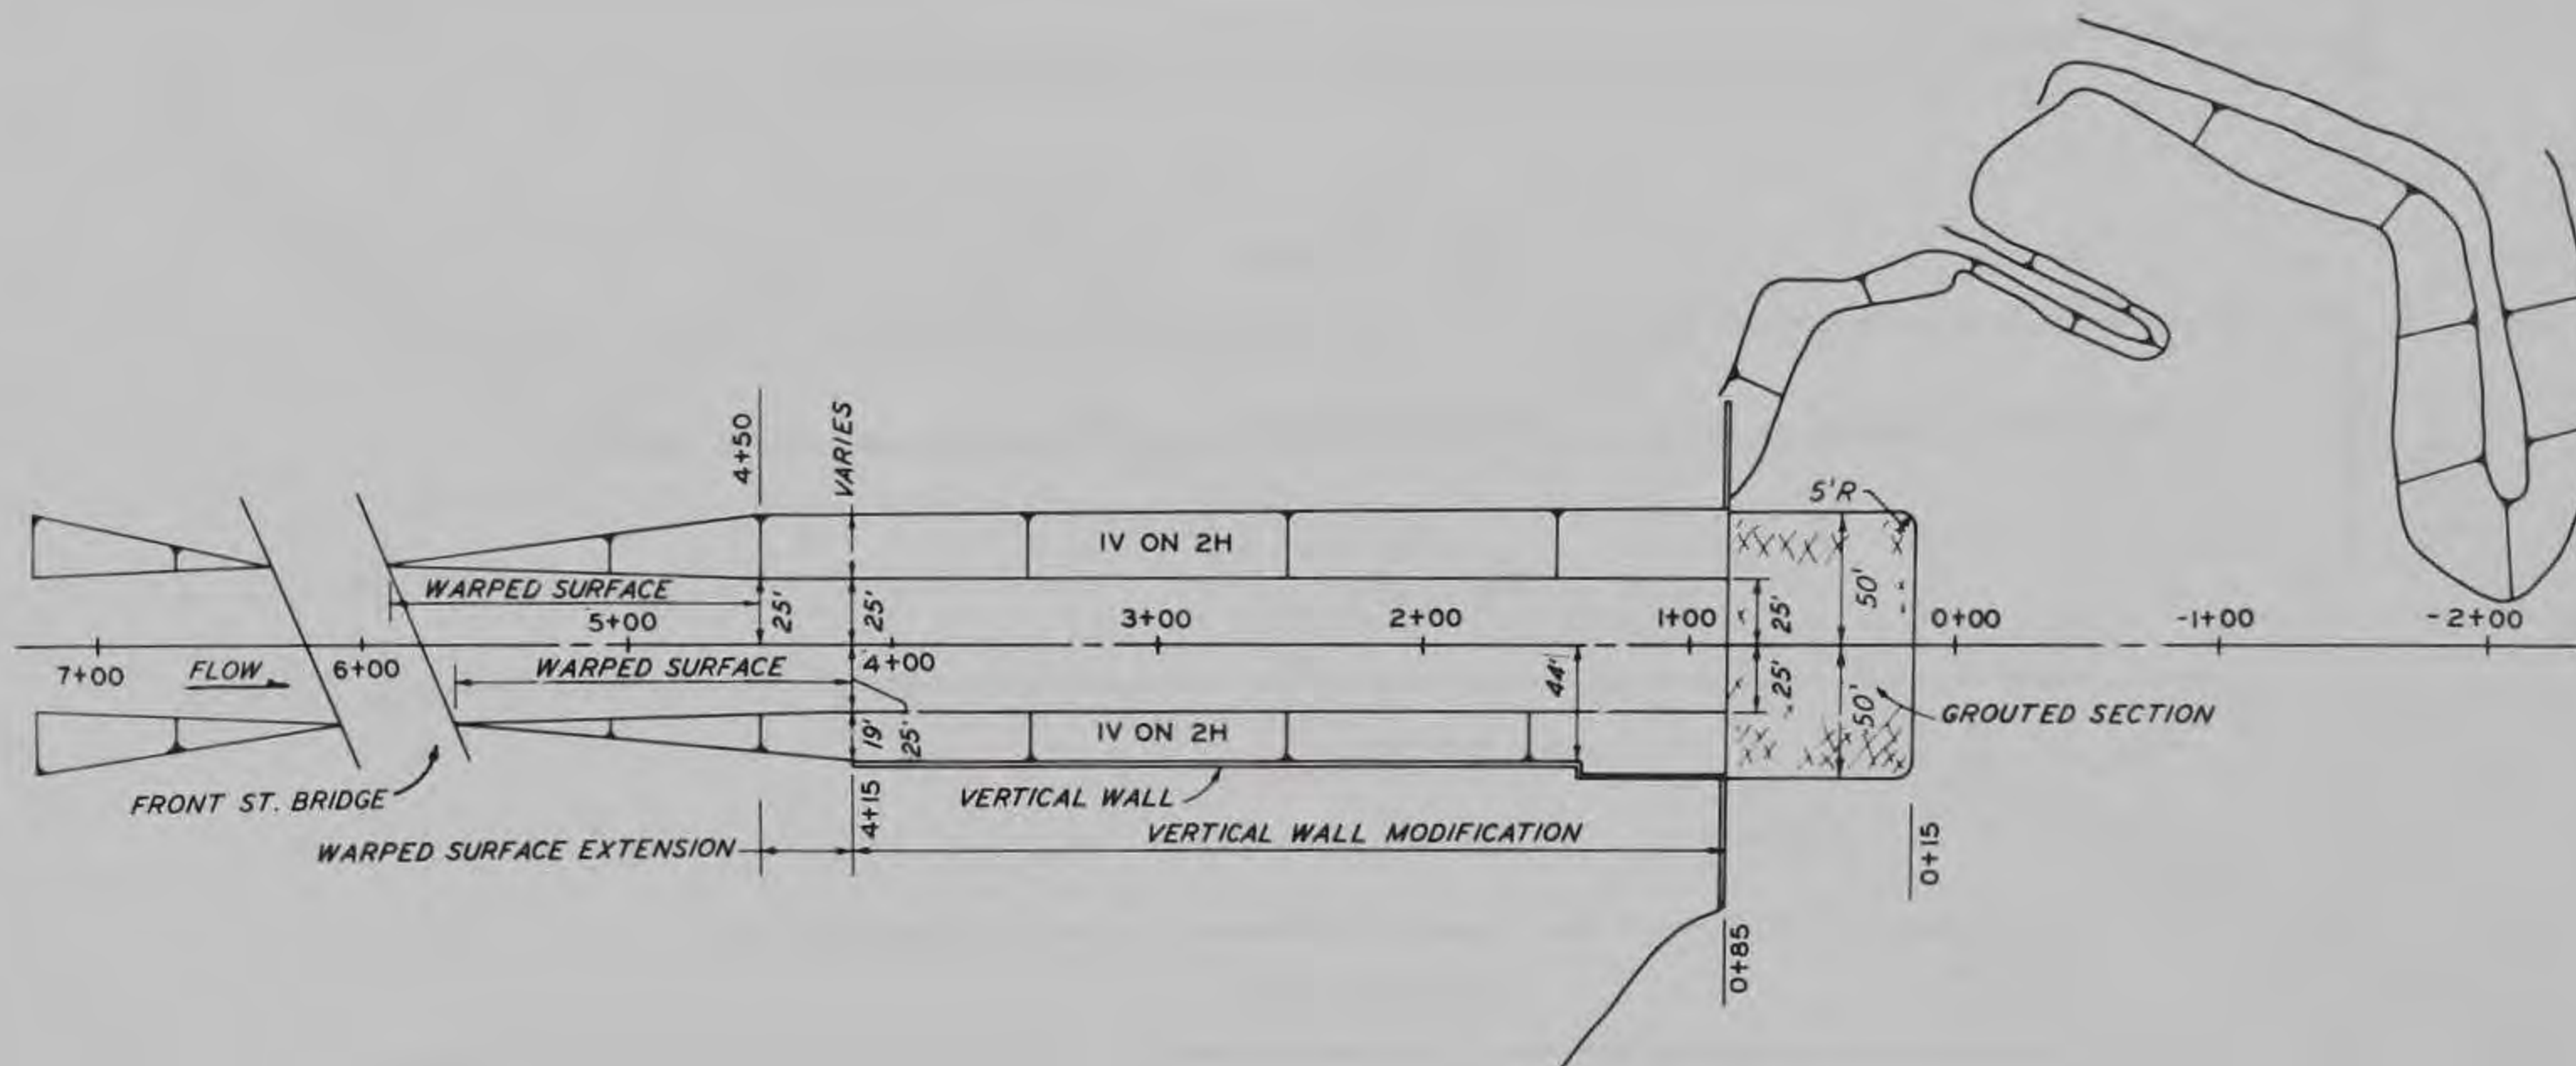 5'R
4+50
VARIES
IV ON 2H
50'
WARPED SURFACE
25'
25'
25'
5+00
3+00
2+00
1+00
0+00
-1+00
-2+00
7+00
FLOW
6+00
WARPED SURFACE
4+00
44'
25'
50'
GROUTED SECTION
19'
25'
IV ON 2H
FRONT ST. BRIDGE
VERTICAL WALL
4+15
VERTICAL WALL MODIFICATION
WARPED SURFACE EXTENSION
0+15
0+85